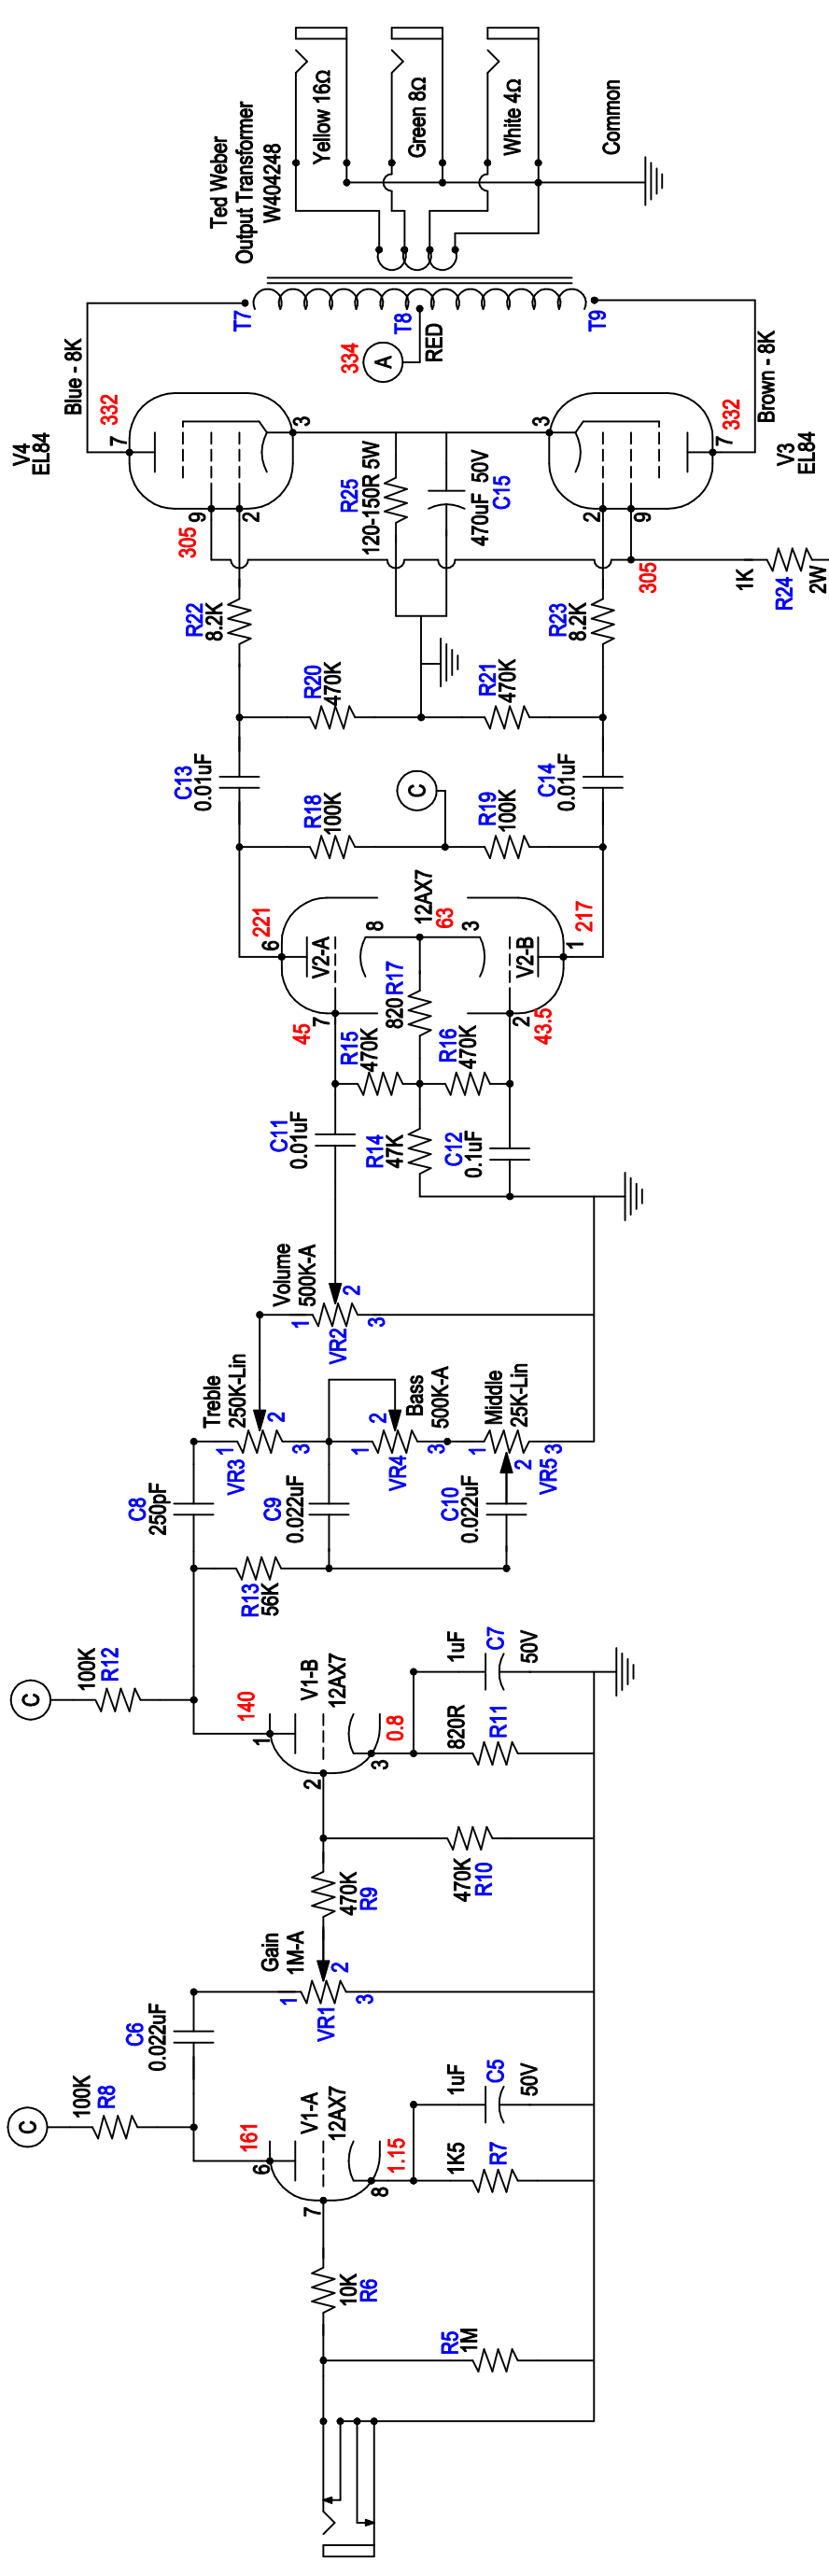 R5
1M
10K
R6
7
8
6
161
V1-A
12AX7
1.15
1K5
R7
1uF
C5
50V
C
100K
R8
C6
0.022uF
Gain
1M-A
1
2
3
VR1
470K
R9
470K
R10
2
1
3
140
V1-B
12AX7
0.8
820R
R11
1uF
C7
50V
C
100K
R12
R13
56K
C8
250pF
C9
0.022uF
C10
0.022uF
Treble
250K-Lin
1
2
3
VR3
Bass
500K-A
1
2
3
VR4
Middle
25K-Lin
1
2
3
VR5
Volume
500K-A
1
2
3
VR2
C11
0.01uF
R14
47K
C12
0.1uF
R15
470K
R16
470K
820
R17
45
7
43.5
2
V2-A
V2-B
8
3
63
12AX7
6
221
1
217
R18
100K
R19
100K
C
C13
0.01uF
C14
0.01uF
R20
470K
R21
470K
R22
8.2K
R23
8.2K
1K
R24
2W
305
305
9
2
2
9
R25
120-150R 5W
470uF 50V
C15
V4
EL84
7
332
3
3
7
332
V3
EL84
Blue - 8K
Brown - 8K
334
A
RED
T7
T8
T9
Ted Weber
Output Transformer
W404248
Yellow 16Ω
Green 8Ω
White 4Ω
Common